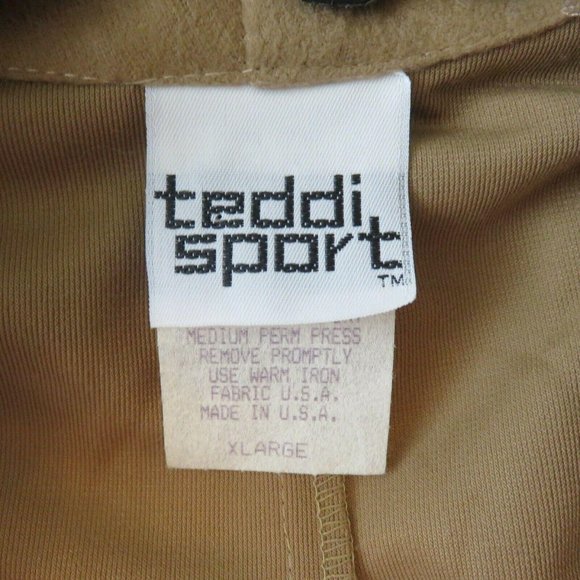 teddi
sport
TM
MEDIUM PERM PRESS
REMOVE PROMPTLY
USE WARM IRON
FABRIC U.S.A.
MADE IN U.S.A.
XLARGE